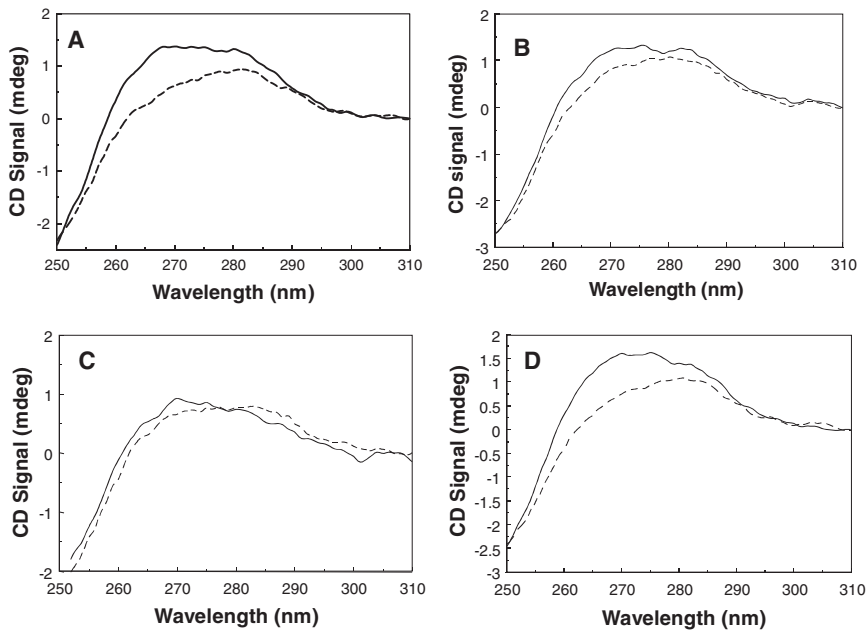 A
CD Signal (mdeg)
2
1
0
-1
-2
250 260 270 280 290 300 310
Wavelength (nm)
B
CD signal (mdeg)
2
1
0
-1
-2
-3
250 260 270 280 290 300 310
Wavelength (nm)
C
CD Signal (mdeg)
2
1
0
-1
-2
250 260 270 280 290 300 310
Wavelength (nm)
D
CD Signal (mdeg)
2
1.5
1
0.5
0
-0.5
-1
-1.5
-2
-2.5
-3
250 260 270 280 290 300 310
Wavelength (nm)